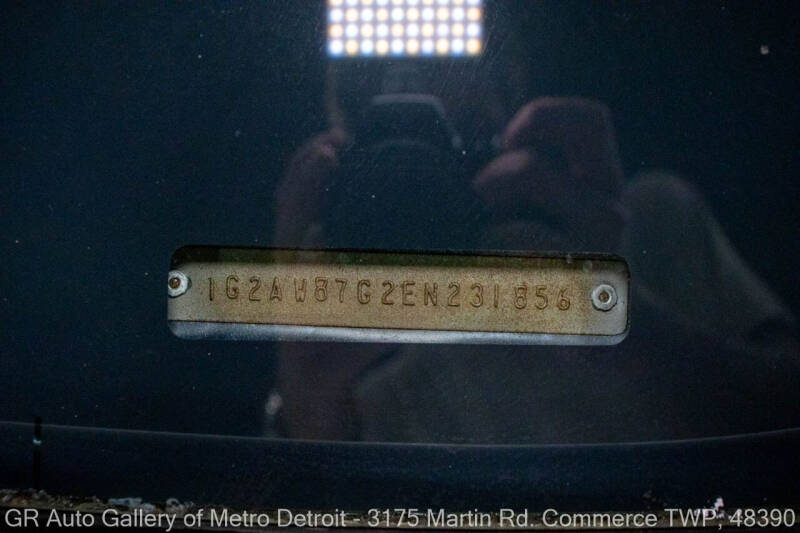 1G2AW87G2EN231856
GR Auto Gallery of Metro Detroit - 3175 Martin Rd. Commerce TWP, 48390